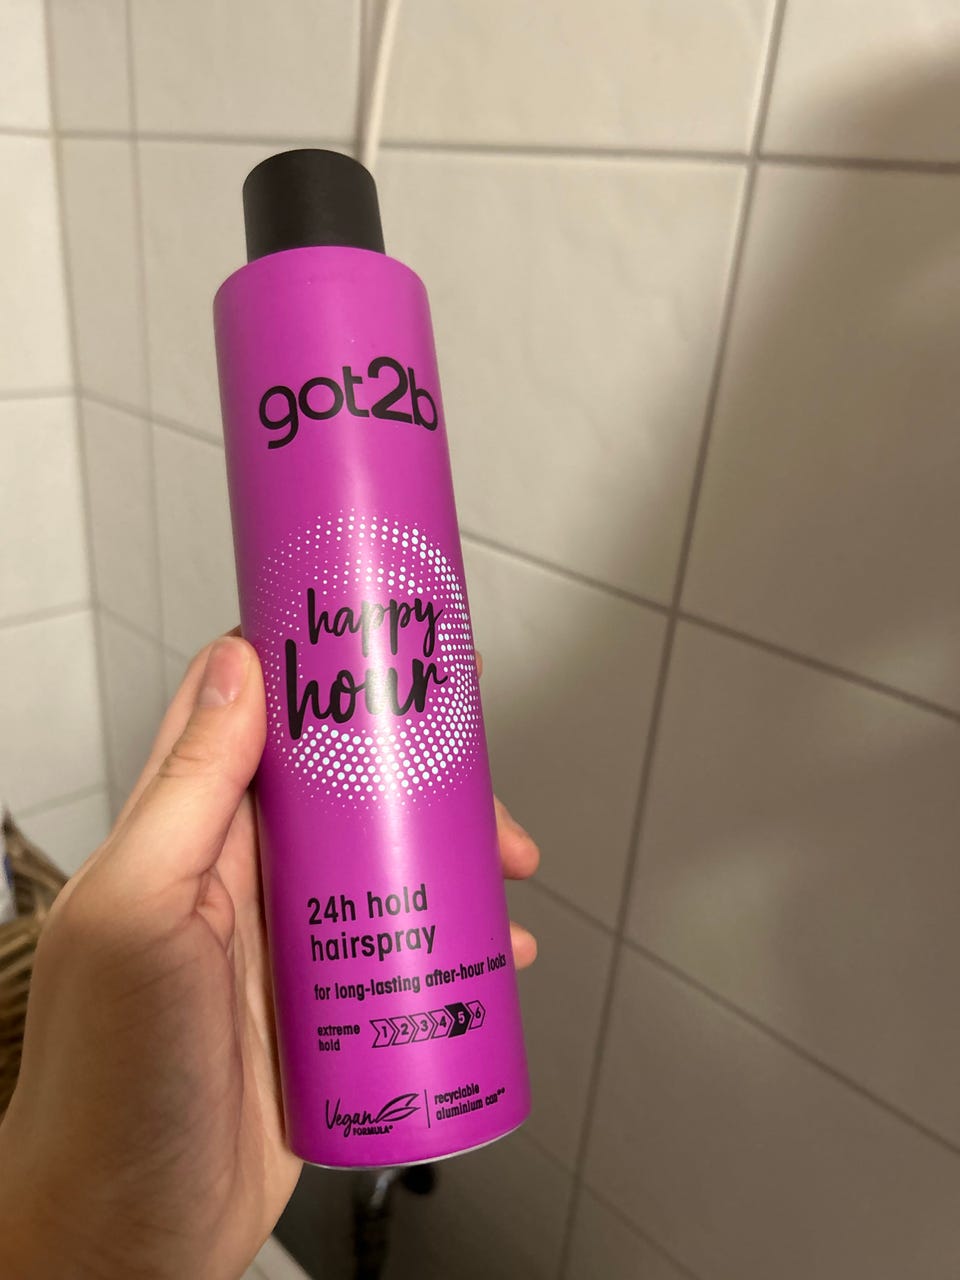 got2b
happy
hour
24h hold
hairspray
for long-lasting after-hour looks
extreme
hold
1 2 3 4 5 6
Vegan
FORMULA°
recyclable
aluminium can°°